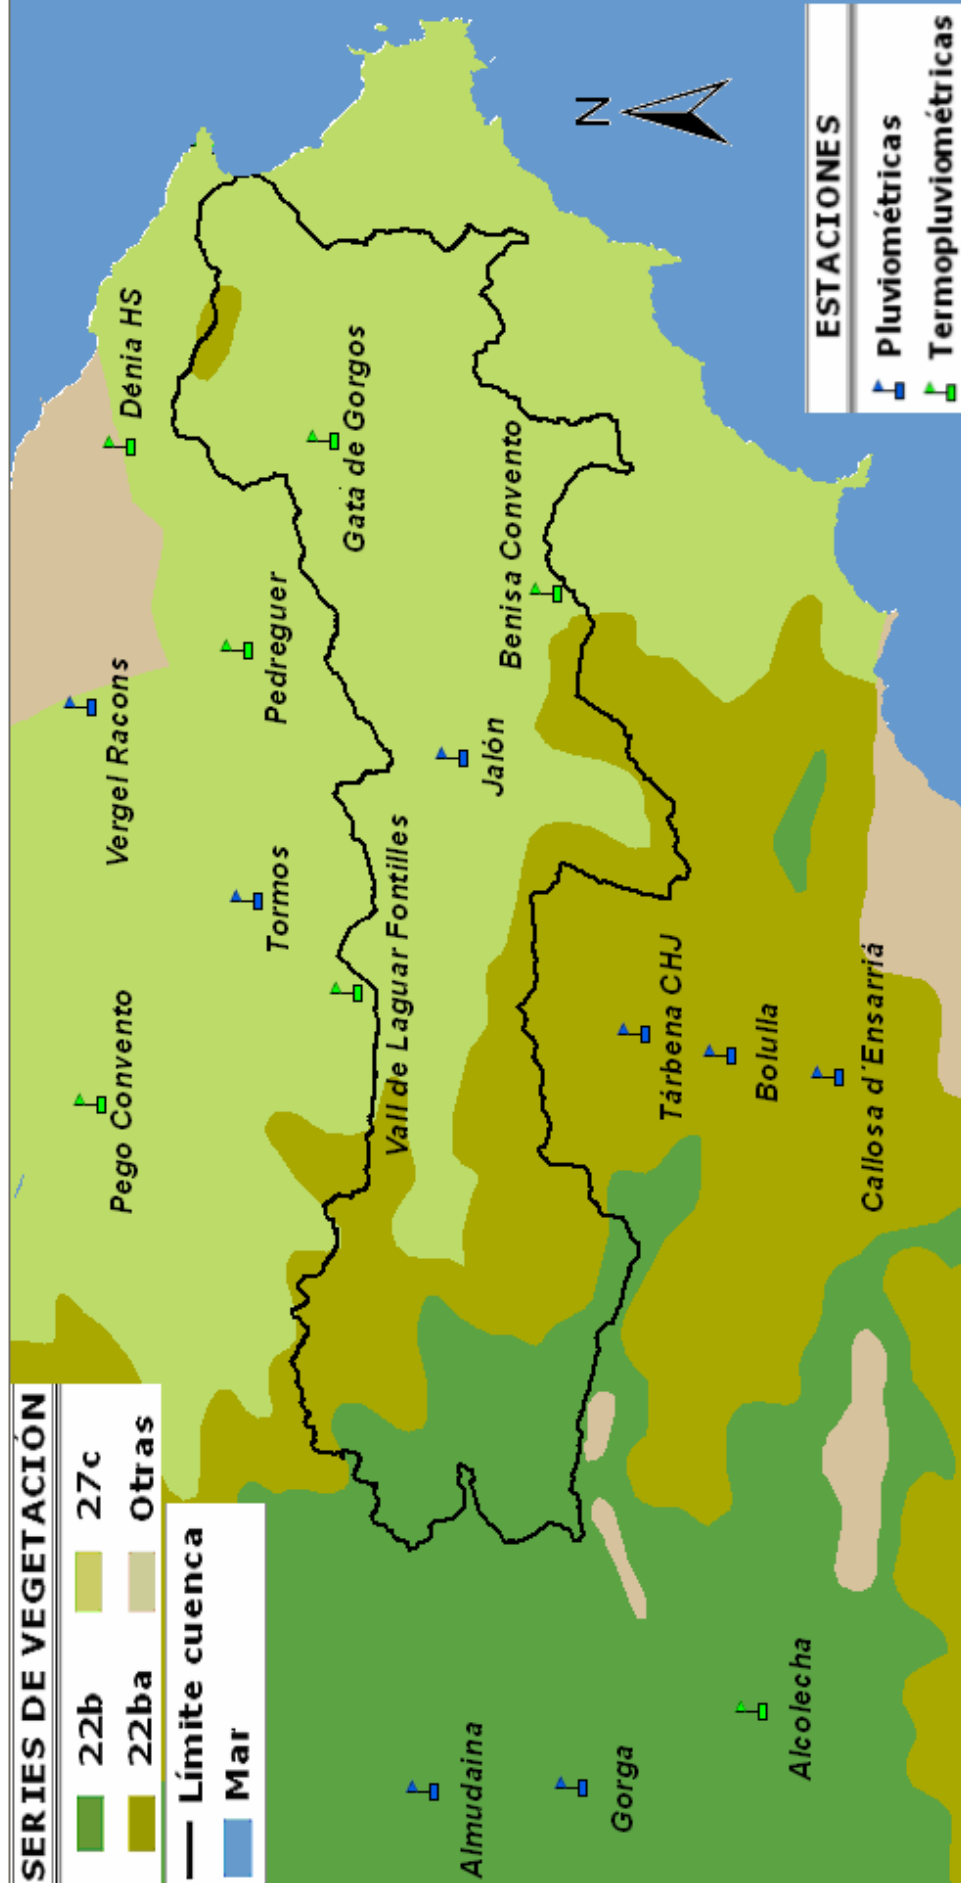 SERIES DE VEGETACIÓN
22b 27c
22ba Otras
Límite cuenca
Mar
Pego Convento
Vergel Racons
Dénia HS
Tormos
Pedreguer
Gata de Gorgos
Vall de Laguar Fontilles
Jalón
Benisa Convento
Almudaina
Gorga
Alcolecha
Tárbena CHJ
Bolulla
Callosa d'Ensarriá
N
ESTACIONES
Pluviométricas
Termopluviométricas